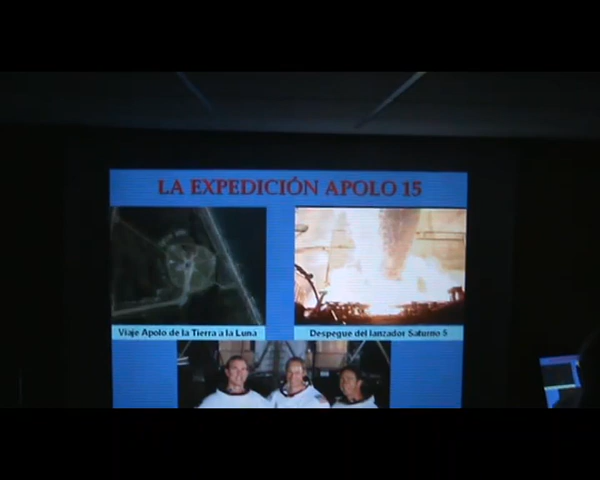 LA EXPEDICIÓN APOLO 15
Viaje Apolo de la Tierra a la Luna
Despegue del lanzador Saturno 5